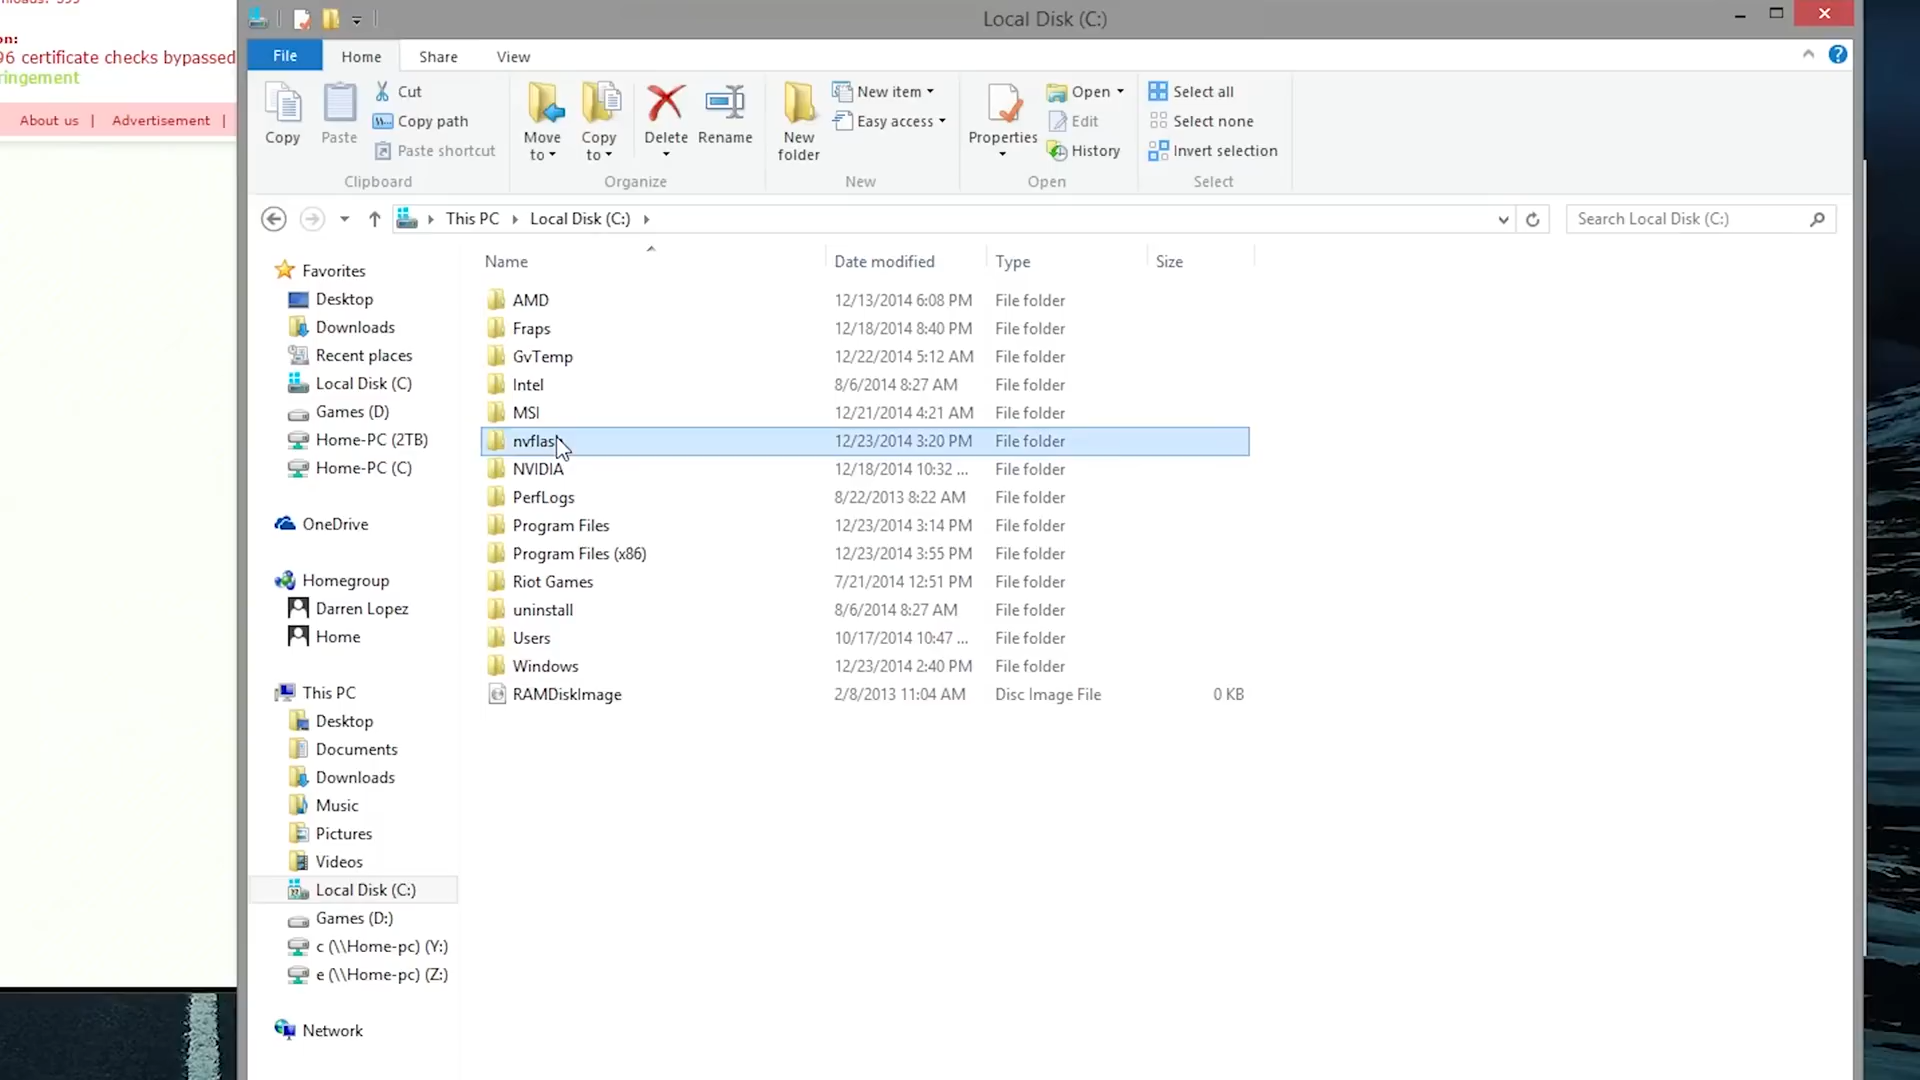 on:
96 certificate checks bypassed
ringement
About us | Advertisement |
Local Disk (C:)
File Home Share View
Copy
Paste
Cut
Copy path
Paste shortcut
Clipboard
Move to
Copy to
Delete
Rename
Organize
New folder
New item
Easy access
New
Properties
Open
Edit
History
Open
Select all
Select none
Invert selection
Select
This PC Local Disk (C:)
Search Local Disk (C:)
Favorites
Desktop
Downloads
Recent places
Local Disk (C)
Games (D)
Home-PC (2TB)
Home-PC (C)
OneDrive
Homegroup
Darren Lopez
Home
This PC
Desktop
Documents
Downloads
Music
Pictures
Videos
Local Disk (C:)
Games (D:)
c (\\Home-pc) (Y:)
e (\\Home-pc) (Z:)
Network
Name Date modified Type Size
AMD 12/13/2014 6:08 PM File folder
Fraps 12/18/2014 8:40 PM File folder
GvTemp 12/22/2014 5:12 AM File folder
Intel 8/6/2014 8:27 AM File folder
MSI 12/21/2014 4:21 AM File folder
nvflash 12/23/2014 3:20 PM File folder
NVIDIA 12/18/2014 10:32 ... File folder
PerfLogs 8/22/2013 8:22 AM File folder
Program Files 12/23/2014 3:14 PM File folder
Program Files (x86) 12/23/2014 3:55 PM File folder
Riot Games 7/21/2014 12:51 PM File folder
uninstall 8/6/2014 8:27 AM File folder
Users 10/17/2014 10:47 ... File folder
Windows 12/23/2014 2:40 PM File folder
RAMDiskImage 2/8/2013 11:04 AM Disc Image File 0 KB